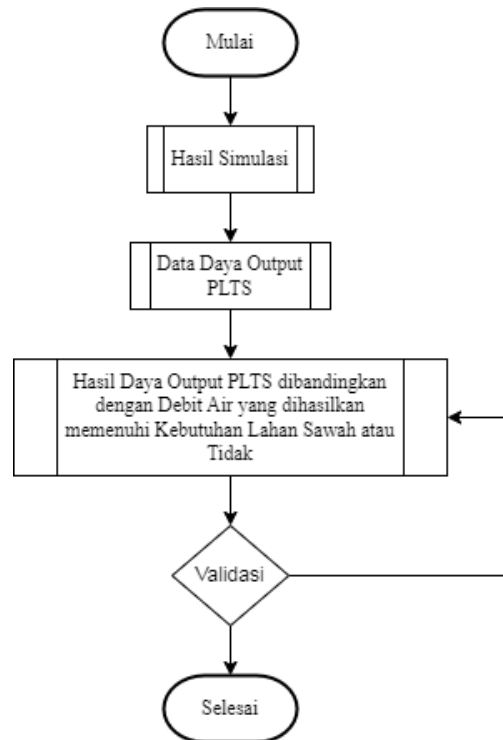 Mulai
Hasil Simulasi
Data Daya Output
PLTS
Hasil Daya Output PLTS dibandingkan
dengan Debit Air yang dihasilkan
memenuhi Kebutuhan Lahan Sawah atau
Tidak
Validasi
Selesai